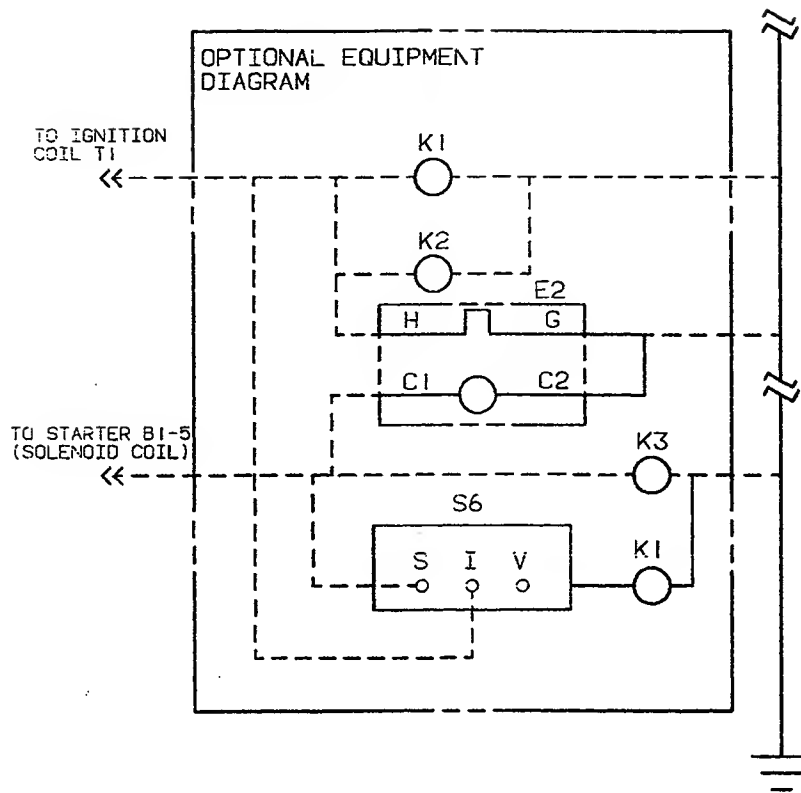 OPTIONAL EQUIPMENT
DIAGRAM
TO IGNITION
COIL T1
K1
K2
E2
H G
C1 C2
TO STARTER B1-5
(SOLENOID COIL)
K3
S6
S I V
K1